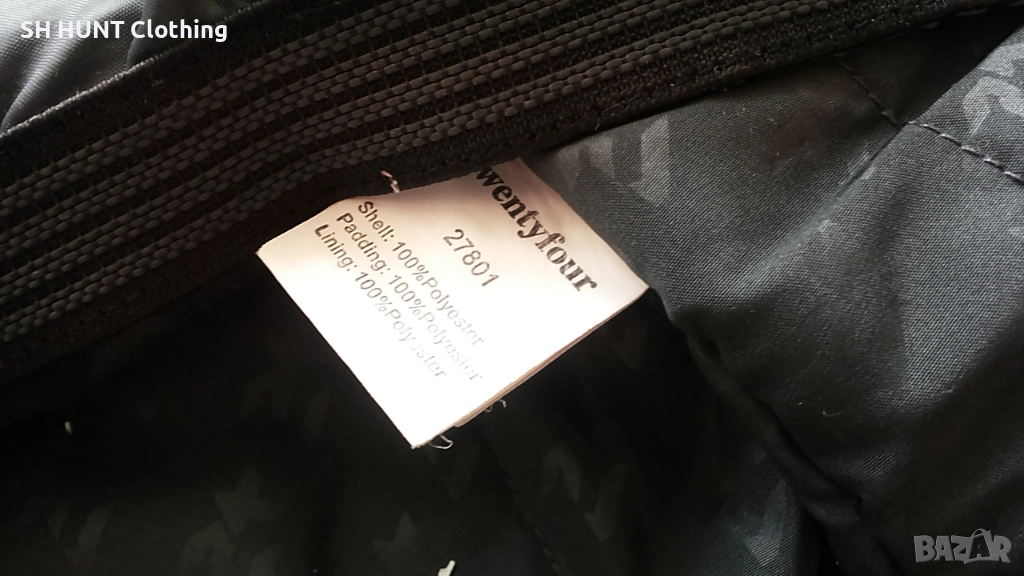 SH HUNT Clothing
wentyfour
27801
Shell: 100%Polyester
Padding: 100%Polyester
Lining: 100%Polyester
BAZAR